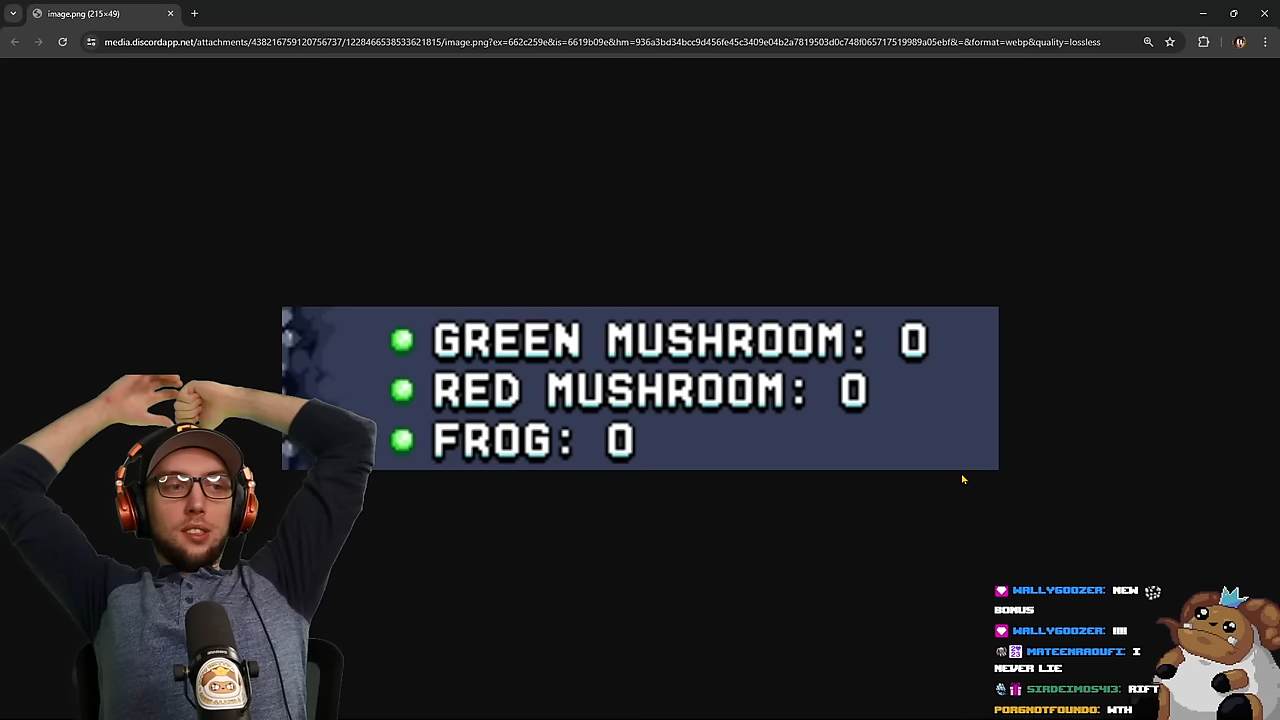 image.png (215×49)
media.discordapp.net/attachments/438216759120756737/1228466538533621815/image.png?ex=662c259e&is=6619b09e&hm=936a3bd34bcc9d456fe45c3409e04b2a7819503d0c748f065717519989a05ebf&=&format=webp&quality=lossless
GREEN MUSHROOM: 0
RED MUSHROOM: 0
FROG: 0
WALLYGOOZER: NEW
BONUS
WALLYGOOZER: !!!!
MATEENRAOUFI: I
NEVER LIE
SIRDEIMOS413: RIFT
PORGNOTFOUND0: WTH